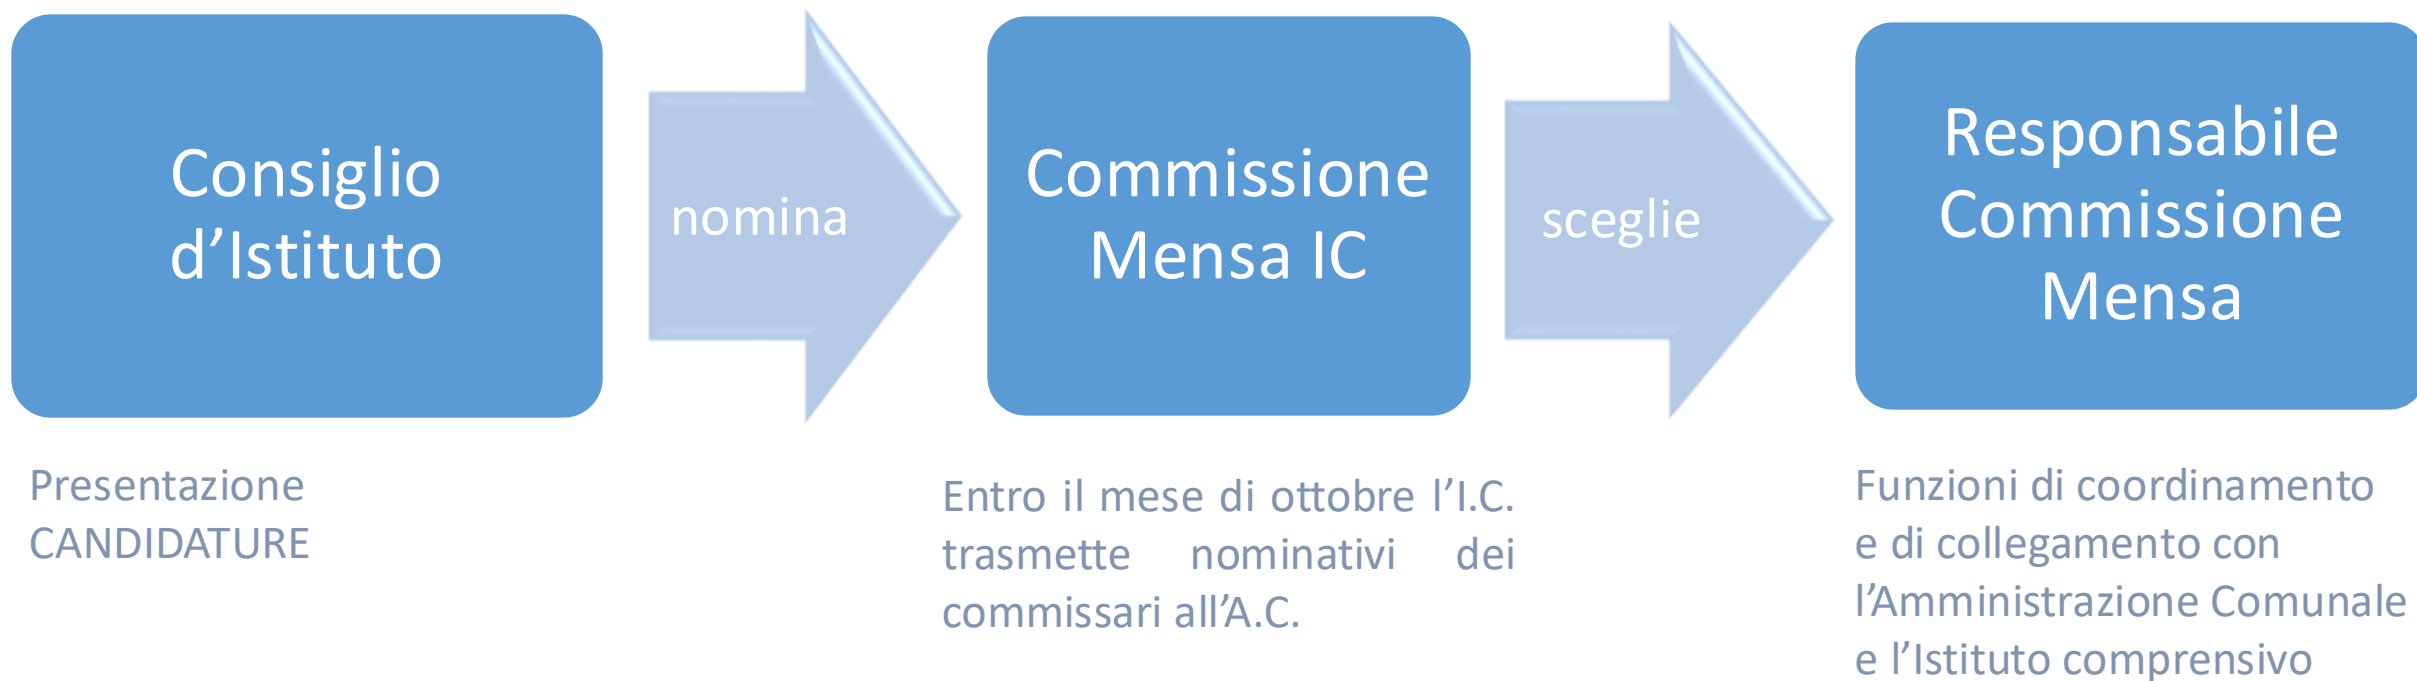 Consiglio
d’Istituto
nomina
Commissione
Mensa IC
sceglie
Responsabile
Commissione
Mensa
Presentazione
CANDIDATURE
Entro il mese di ottobre l’I.C.
trasmette nominativi dei
commissari all’A.C.
Funzioni di coordinamento
e di collegamento con
l’Amministrazione Comunale
e l’Istituto comprensivo